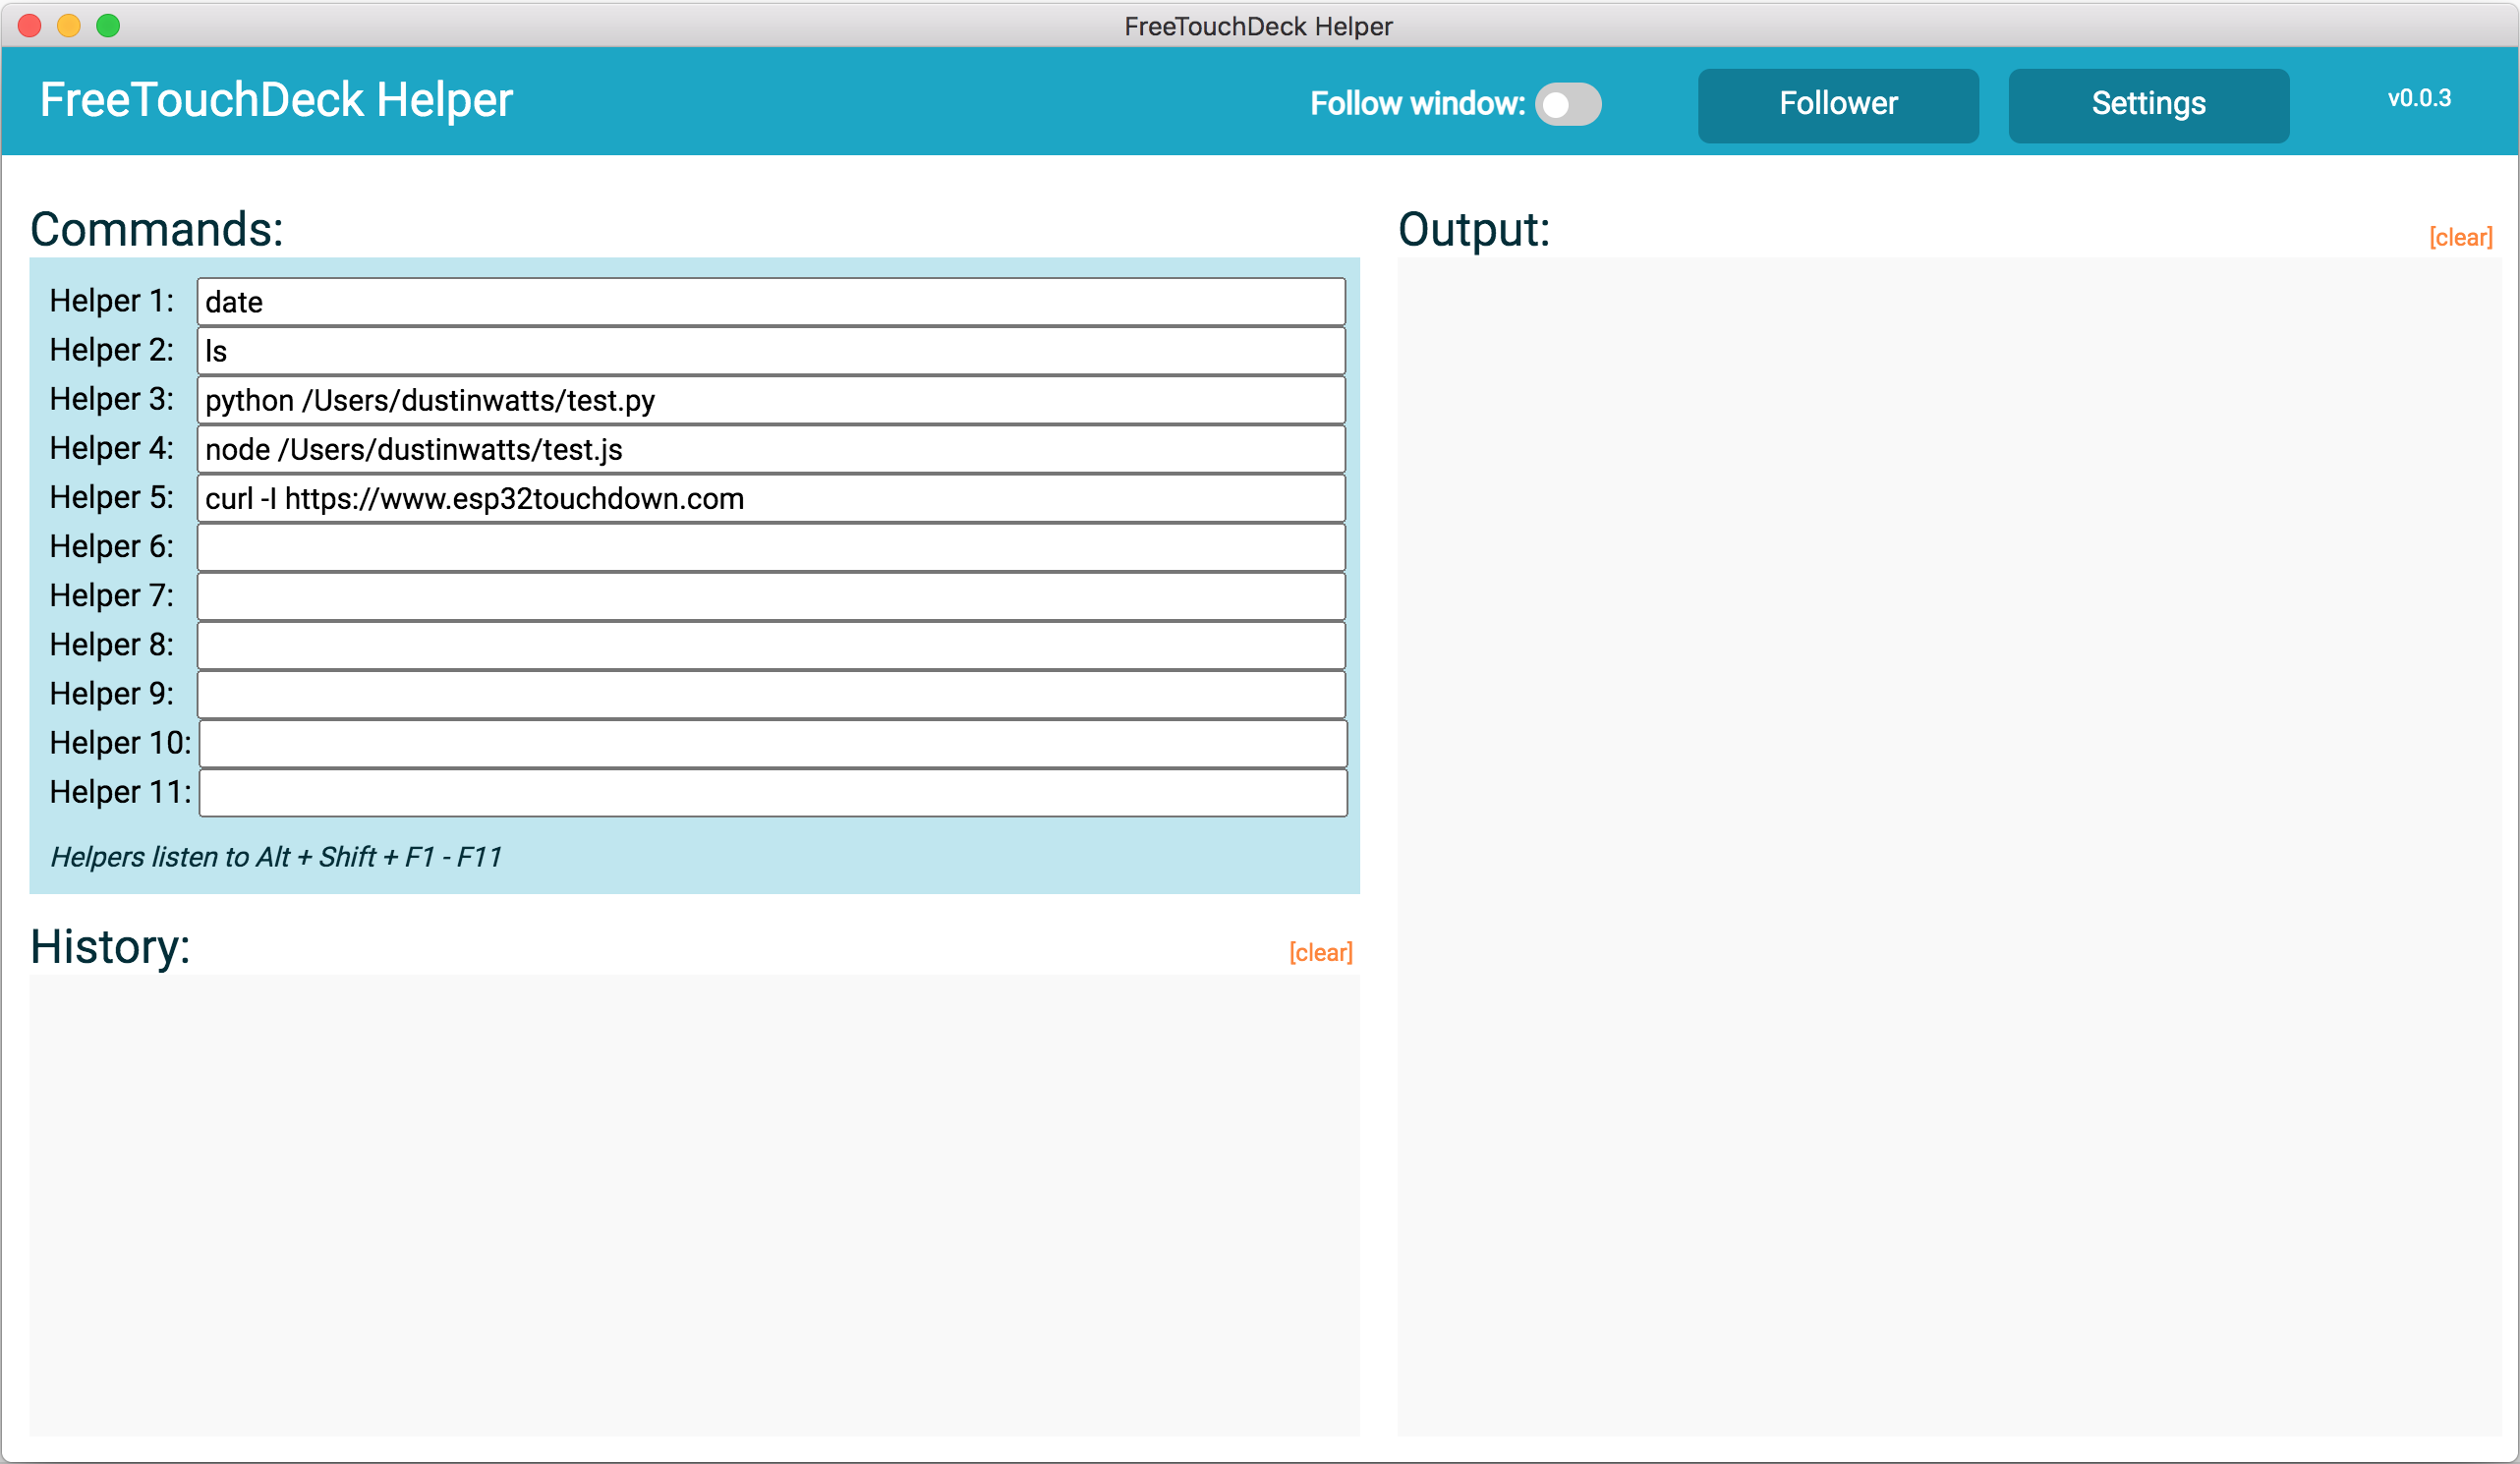 FreeTouchDeck Helper
FreeTouchDeck Helper
Follow window:
Follower
Settings
v0.0.3
Commands:
Helper 1: date
Helper 2: ls
Helper 3: python /Users/dustinwatts/test.py
Helper 4: node /Users/dustinwatts/test.js
Helper 5: curl -I https://www.esp32touchdown.com
Helper 6:
Helper 7:
Helper 8:
Helper 9:
Helper 10:
Helper 11:
Helpers listen to Alt + Shift + F1 - F11
History:
[clear]
Output:
[clear]